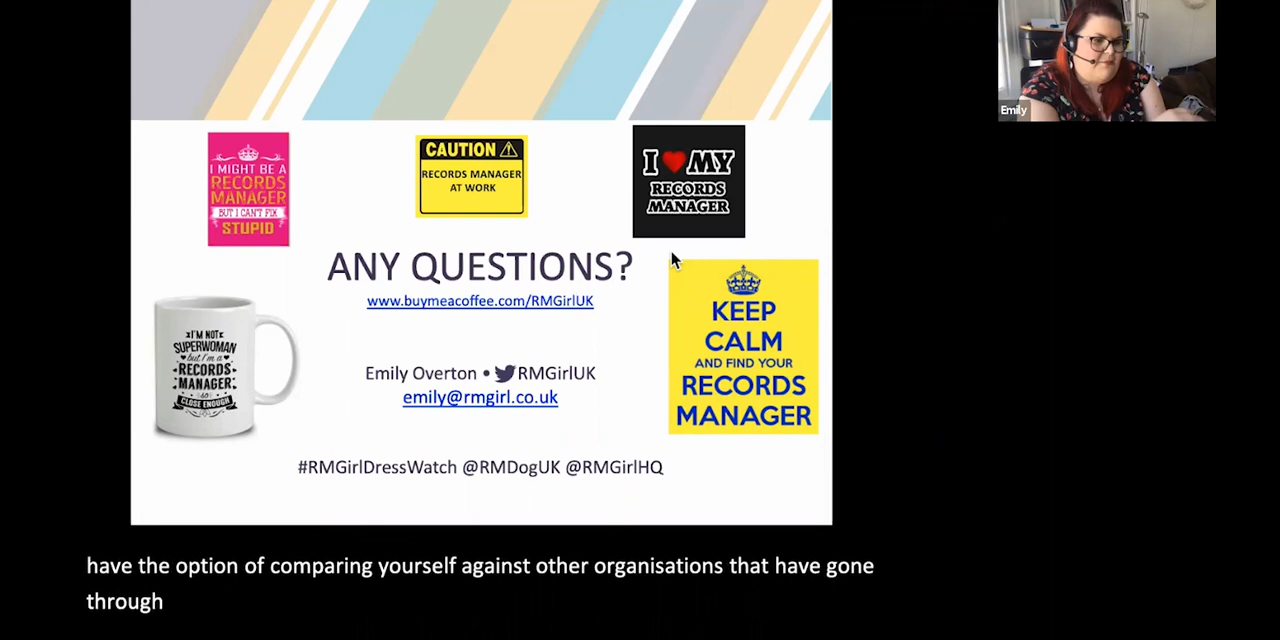 Emily
I MIGHT BE A
RECORDS
MANAGER
BUT I CAN'T FIX
STUPID
CAUTION
RECORDS MANAGER
AT WORK
I ❤ MY
RECORDS
MANAGER
ANY QUESTIONS?
www.buymeacoffee.com/RMGirlUK
I'M NOT
SUPERWOMAN
but I'm a
RECORDS
MANAGER
so
CLOSE ENOUGH
Emily Overton • RMGirlUK
emily@rmgirl.co.uk
KEEP
CALM
AND FIND YOUR
RECORDS
MANAGER
#RMGirlDressWatch @RMDogUK @RMGirlHQ
have the option of comparing yourself against other organisations that have gone
through